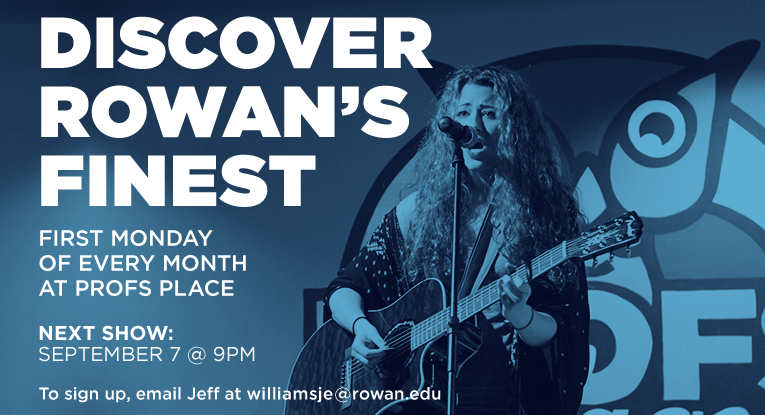 DISCOVER
ROWAN'S
FINEST
FIRST MONDAY
OF EVERY MONTH
AT PROFS PLACE
NEXT SHOW:
SEPTEMBER 7 @ 9PM
To sign up, email Jeff at williamsje@rowan.edu